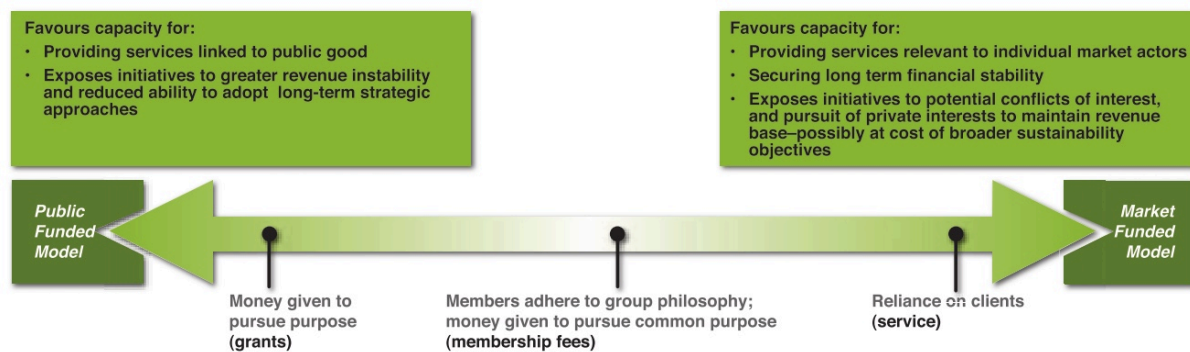 Favours capacity for:
• Providing services linked to public good
• Exposes initiatives to greater revenue instability
and reduced ability to adopt long-term strategic
approaches
Favours capacity for:
• Providing services relevant to individual market actors
• Securing long term financial stability
• Exposes initiatives to potential conflicts of interest,
and pursuit of private interests to maintain revenue
base–possibly at cost of broader sustainability
objectives
Public
Funded
Model
Market
Funded
Model
Money given to
pursue purpose
(grants)
Members adhere to group philosophy;
money given to pursue common purpose
(membership fees)
Reliance on clients
(service)